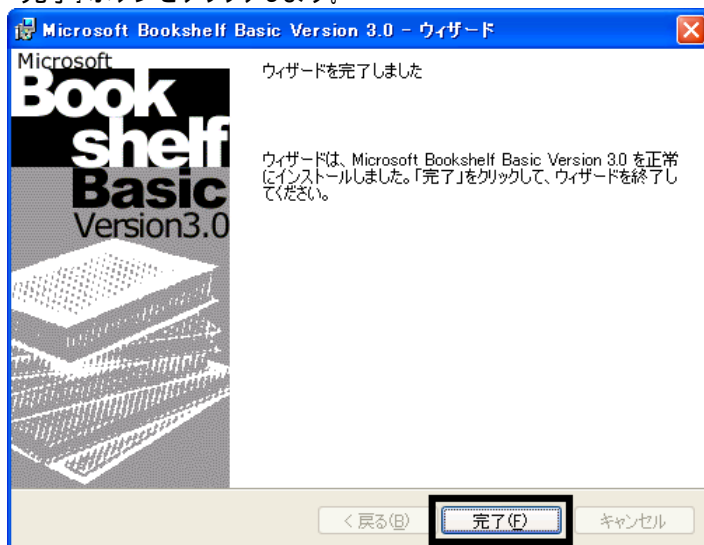 「完了」ボタンをクリックします。
Microsoft Bookshelf Basic Version 3.0 - ウィザード
Microsoft
Book
shelf
Basic
Version3.0
ウィザードを完了しました
ウィザードは、Microsoft Bookshelf Basic Version 3.0 を正常
にインストールしました。「完了」をクリックして、ウィザードを終了し
てください。
< 戻る(B)
完了(F)
キャンセル